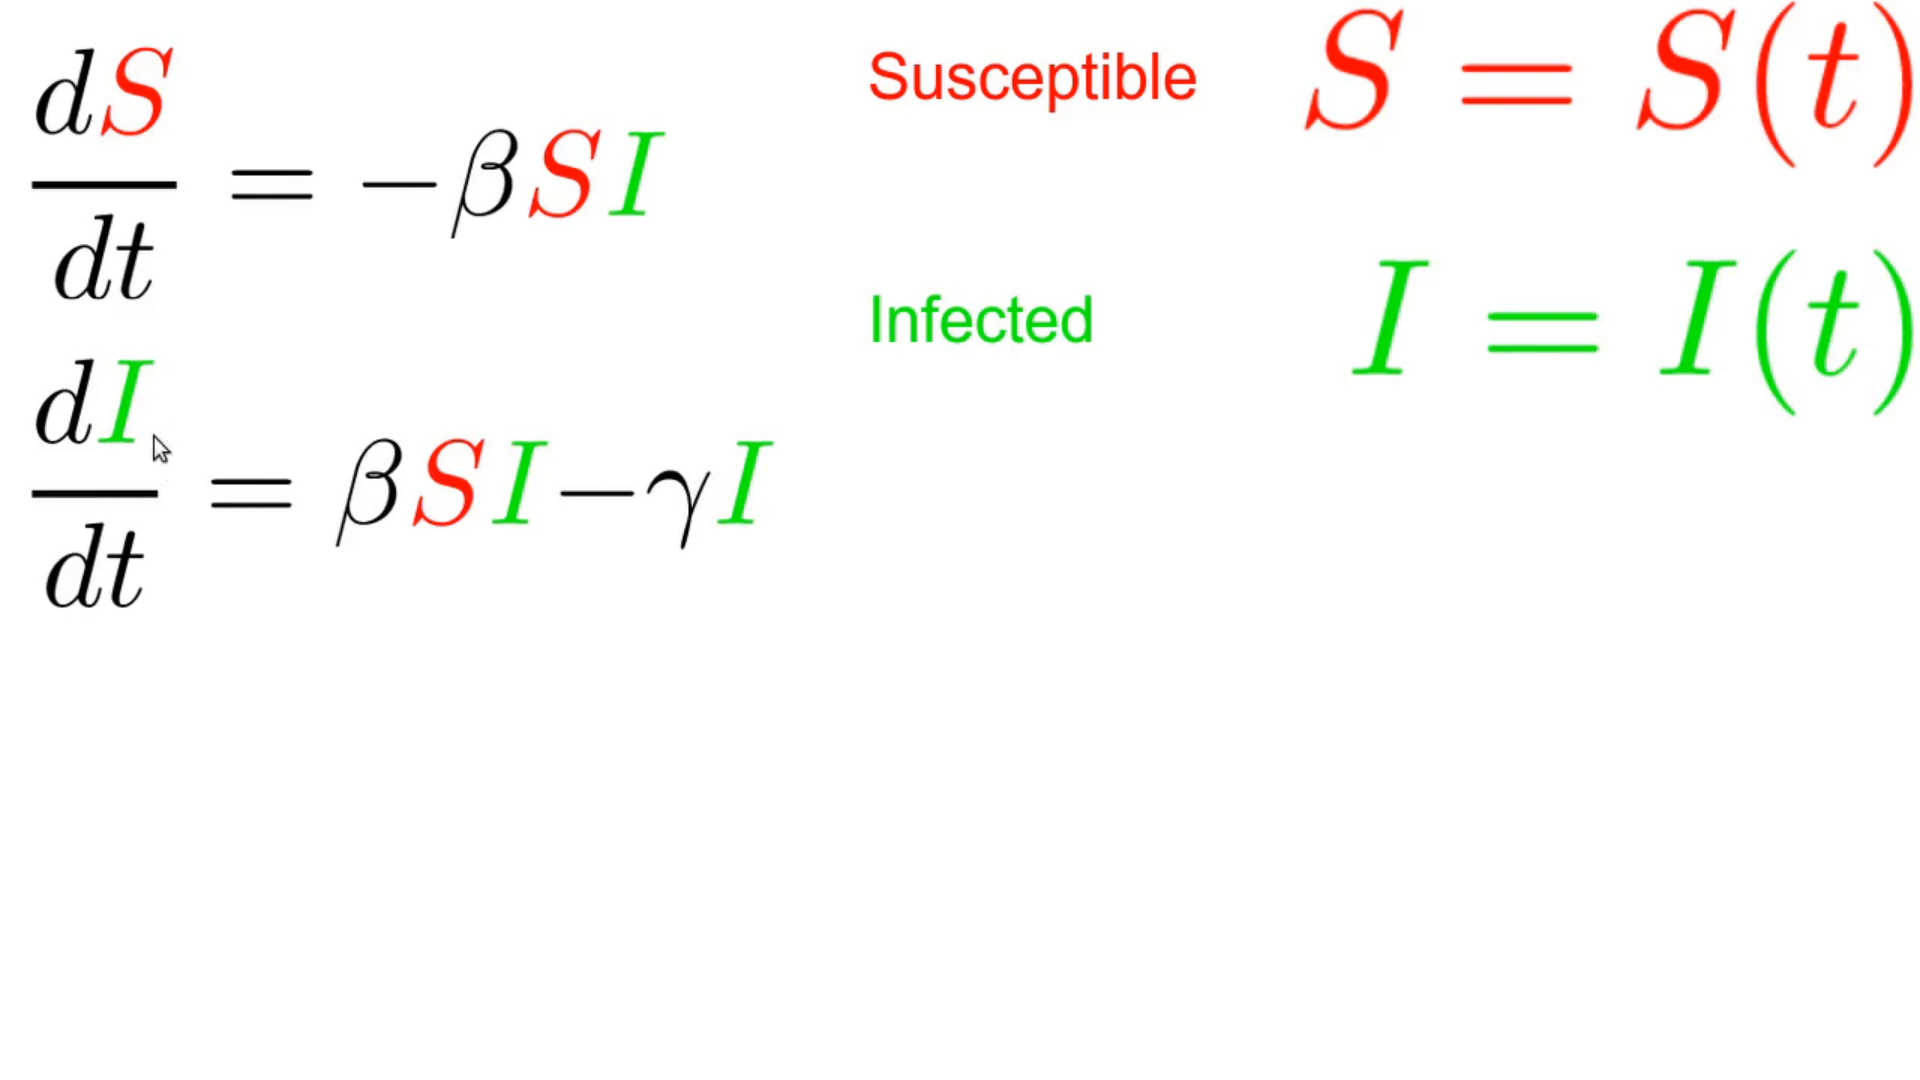 dS/dt = −βSI
Susceptible S = S(t)
Infected I = I(t)
dI/dt = βSI−γI